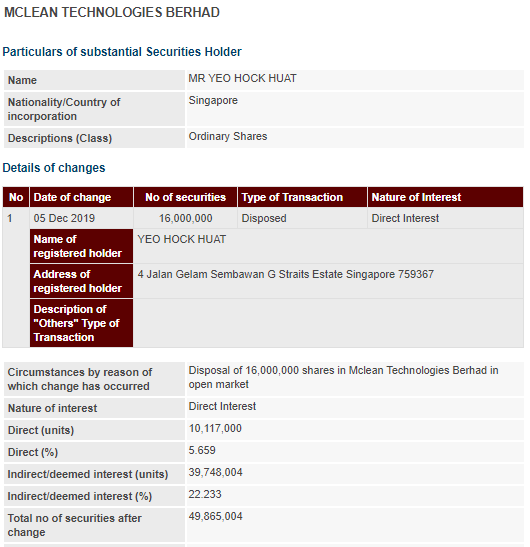 MCLEAN TECHNOLOGIES BERHAD
Particulars of substantial Securities Holder
Name MR YEO HOCK HUAT
Nationality/Country of Singapore
incorporation
Descriptions (Class) Ordinary Shares
Details of changes
No Date of change No of securities Type of Transaction Nature of Interest
1 05 Dec 2019 16,000,000 Disposed Direct Interest
Name of YEO HOCK HUAT
registered holder
Address of 4 Jalan Gelam Sembawan G Straits Estate Singapore 759367
registered holder
Description of
"Others" Type of
Transaction
Circumstances by reason of Disposal of 16,000,000 shares in Mclean Technologies Berhad in
which change has occurred open market
Nature of interest Direct Interest
Direct (units) 10,117,000
Direct (%) 5.659
Indirect/deemed interest (units) 39,748,004
Indirect/deemed interest (%) 22.233
Total no of securities after 49,865,004
change